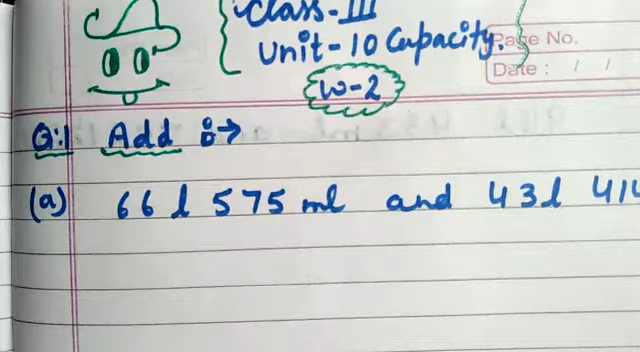 Class-III
Unit-10 Capacity.
Page No.
Date : / /
W-2
Q:1 Add :→
(a) 66 l 575 ml and 43 l